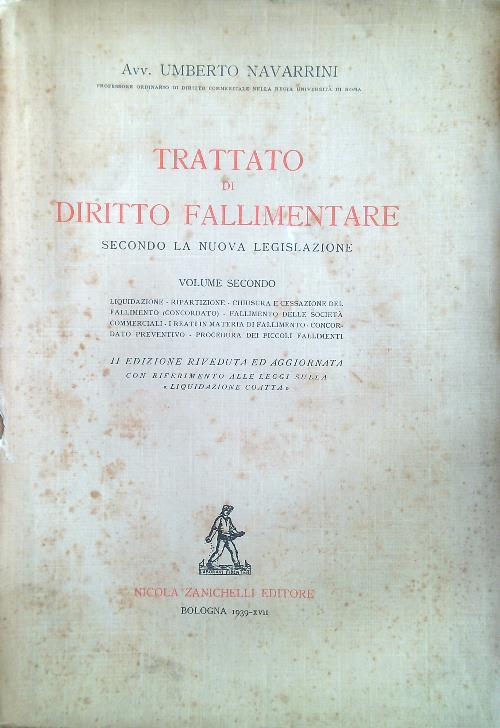 Avv. UMBERTO NAVARRINI
PROFESSORE ORDINARIO DI DIRITTO COMMERCIALE NELLA REGIA UNIVERSITÀ DI ROMA
TRATTATO
DI
DIRITTO FALLIMENTARE
SECONDO LA NUOVA LEGISLAZIONE
VOLUME SECONDO
LIQUIDAZIONE - RIPARTIZIONE - CHIUSURA E CESSAZIONE DEL
FALLIMENTO (CONCORDATO) - FALLIMENTO DELLE SOCIETÀ
COMMERCIALI - I REATI IN MATERIA DI FALLIMENTO - CONCOR-
DATO PREVENTIVO - PROCEDURA DEI PICCOLI FALLIMENTI
II EDIZIONE RIVEDUTA ED AGGIORNATA
CON RIFERIMENTO ALLE LEGGI SULLA
« LIQUIDAZIONE COATTA »
NICOLA ZANICHELLI EDITORE
BOLOGNA 1939-XVII